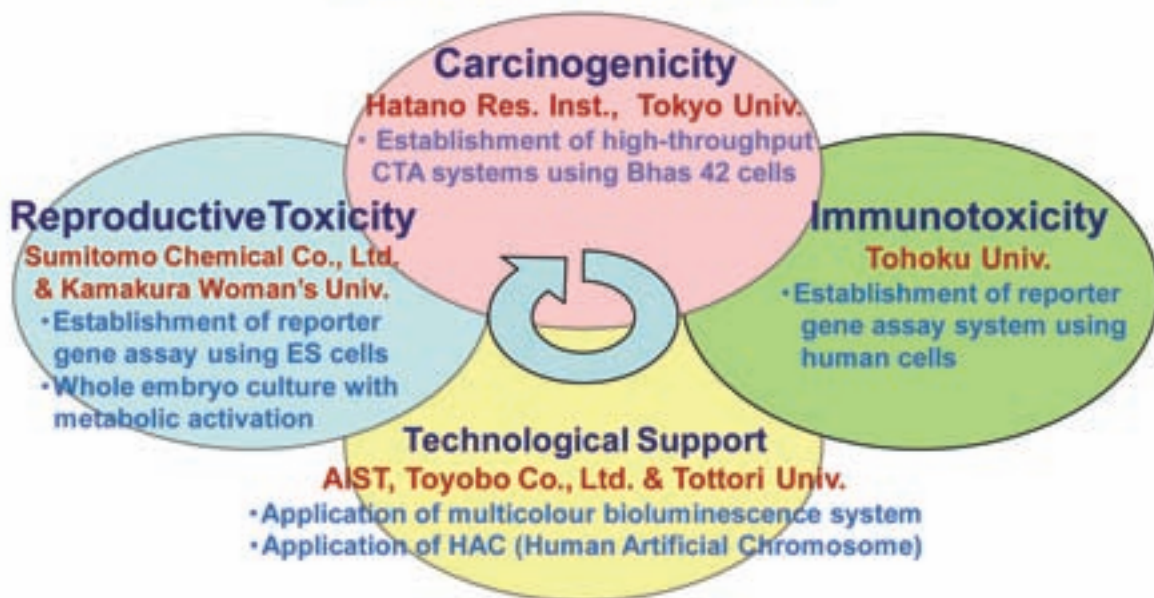 Carcinogenicity
Hatano Res. Inst., Tokyo Univ.
• Establishment of high-throughput
CTA systems using Bhas 42 cells
Reproductive Toxicity
Sumitomo Chemical Co., Ltd.
& Kamakura Woman's Univ.
• Establishment of reporter
gene assay using ES cells
• Whole embryo culture with
metabolic activation
Immunotoxicity
Tohoku Univ.
• Establishment of reporter
gene assay system using
human cells
Technological Support
AIST, Toyobo Co., Ltd. & Tottori Univ.
• Application of multicolour bioluminescence system
• Application of HAC (Human Artificial Chromosome)